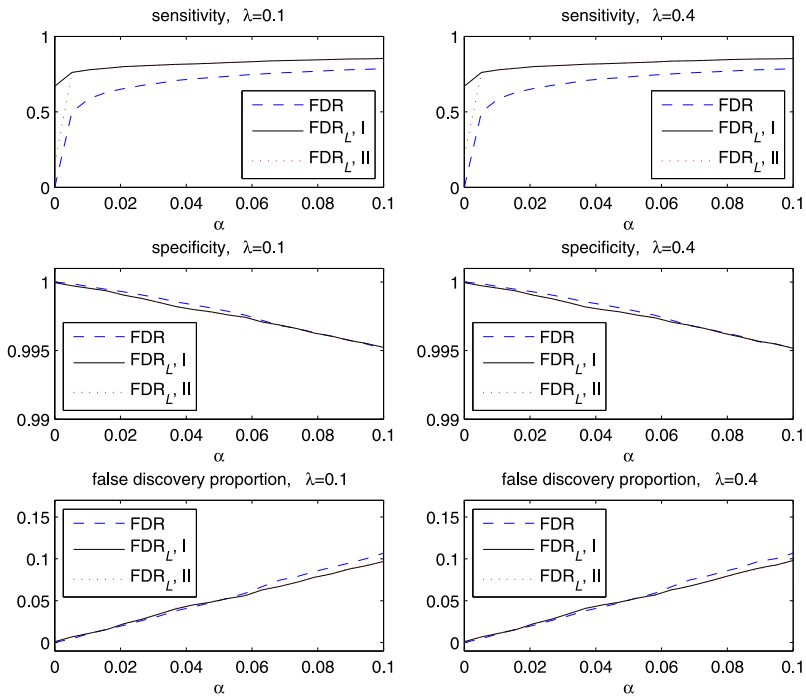 sensitivity, λ=0.1
1
0.5
0
FDR
FDR_L, I
FDR_L, II
0 0.02 0.04 0.06 0.08 0.1
α
sensitivity, λ=0.4
1
0.5
0
FDR
FDR_L, I
FDR_L, II
0 0.02 0.04 0.06 0.08 0.1
α
specificity, λ=0.1
1
0.995
0.99
FDR
FDR_L, I
FDR_L, II
0 0.02 0.04 0.06 0.08 0.1
α
specificity, λ=0.4
1
0.995
0.99
FDR
FDR_L, I
FDR_L, II
0 0.02 0.04 0.06 0.08 0.1
α
false discovery proportion, λ=0.1
0.15
0.1
0.05
0
FDR
FDR_L, I
FDR_L, II
0 0.02 0.04 0.06 0.08 0.1
α
false discovery proportion, λ=0.4
0.15
0.1
0.05
0
FDR
FDR_L, I
FDR_L, II
0 0.02 0.04 0.06 0.08 0.1
α